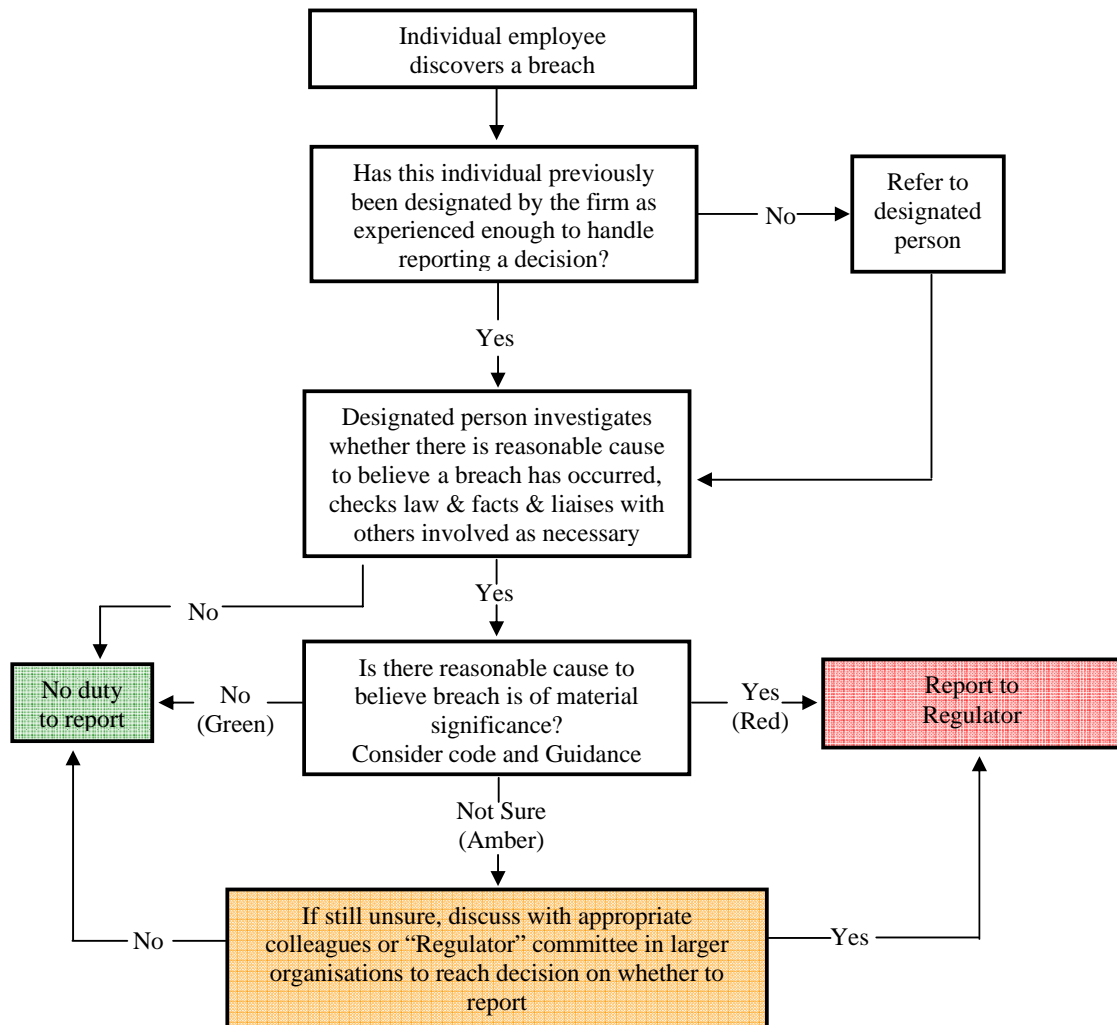 Individual employee
discovers a breach
Has this individual previously
been designated by the firm as
experienced enough to handle
reporting a decision?
No
Refer to
designated
person
Yes
Designated person investigates
whether there is reasonable cause
to believe a breach has occurred,
checks law & facts & liaises with
others involved as necessary
No
Yes
No duty
to report
No
(Green)
Is there reasonable cause to
believe breach is of material
significance?
Consider code and Guidance
Yes
(Red)
Report to
Regulator
Not Sure
(Amber)
No
If still unsure, discuss with appropriate
colleagues or “Regulator” committee in larger
organisations to reach decision on whether to
report
Yes